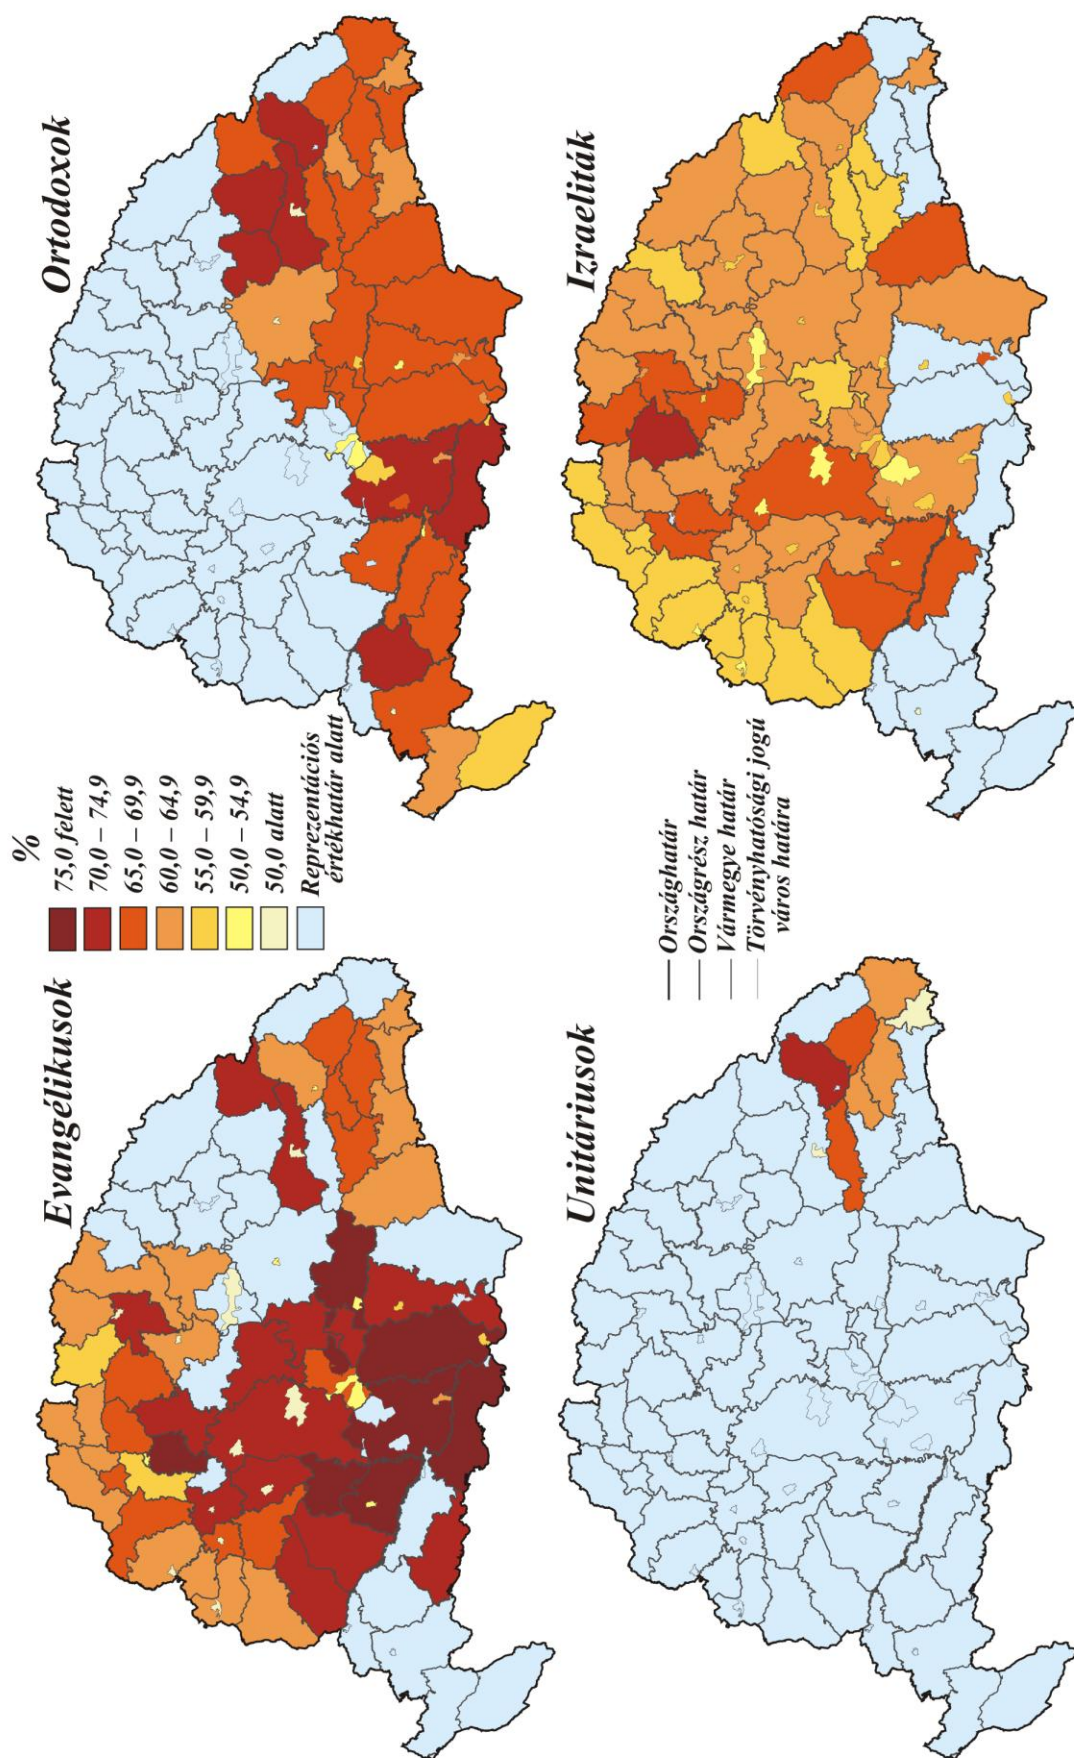 Evangélikusok
%
75,0 felett
70,0 – 74,9
65,0 – 69,9
60,0 – 64,9
55,0 – 59,9
50,0 – 54,9
50,0 alatt
Reprezentációs
értékhatár alatt
Ortodoxok
Unitáriusok
Országhatár
Országrész határ
Vármegye határ
Törvényhatósági jogú
város határa
Izraeliták